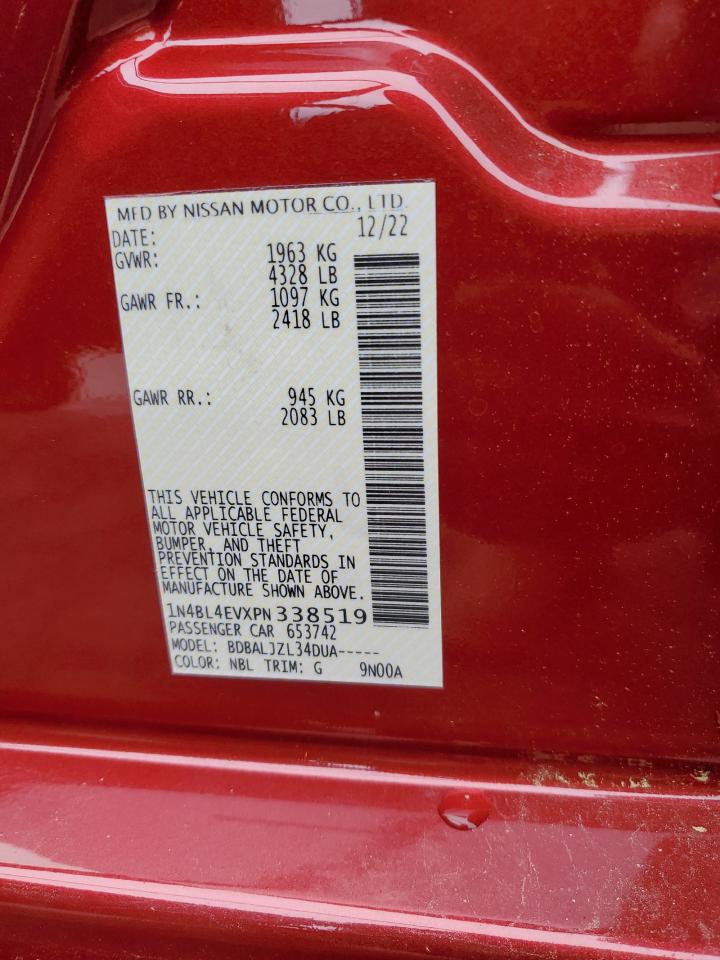 MFD BY NISSAN MOTOR CO., LTD.
DATE: 12/22
GVWR: 1963 KG
4328 LB
GAWR FR.: 1097 KG
2418 LB
GAWR RR.: 945 KG
2083 LB
THIS VEHICLE CONFORMS TO
ALL APPLICABLE FEDERAL
MOTOR VEHICLE SAFETY,
BUMPER, AND THEFT
PREVENTION STANDARDS IN
EFFECT ON THE DATE OF
MANUFACTURE SHOWN ABOVE.
1N4BL4EVXPN338519
PASSENGER CAR 653742
MODEL: BDBALJZL34DUA-----
COLOR: NBL TRIM: G 9N00A